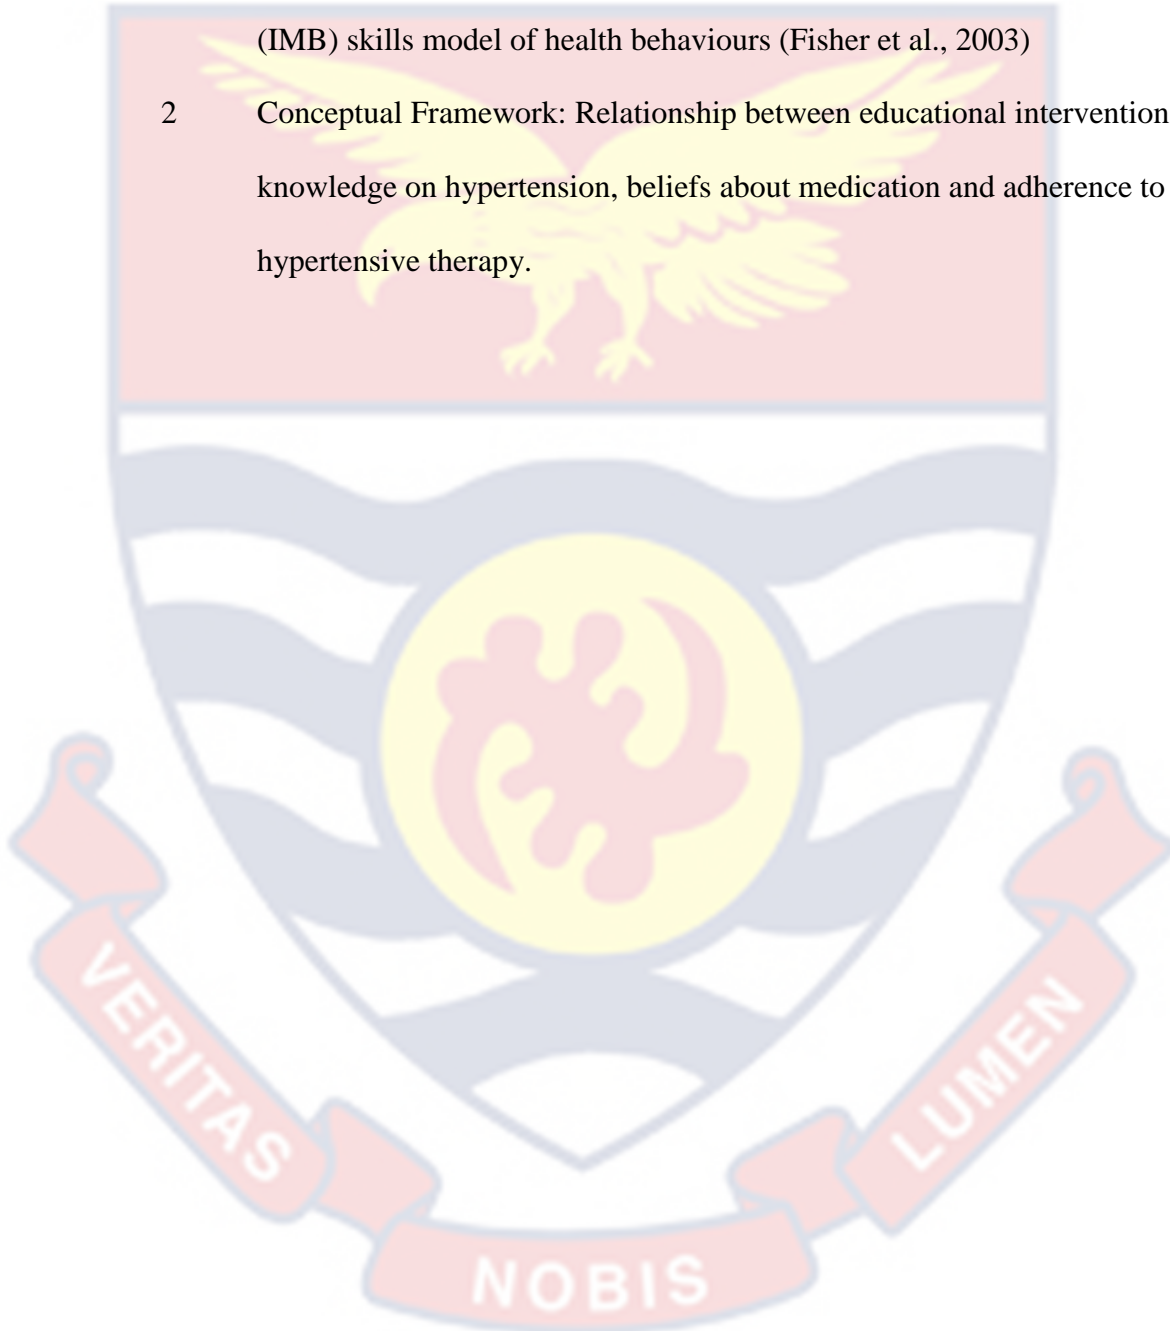 (IMB) skills model of health behaviours (Fisher et al., 2003)
2 Conceptual Framework: Relationship between educational intervention
knowledge on hypertension, beliefs about medication and adherence to
hypertensive therapy.
VERITAS
NOBIS
LUMEN